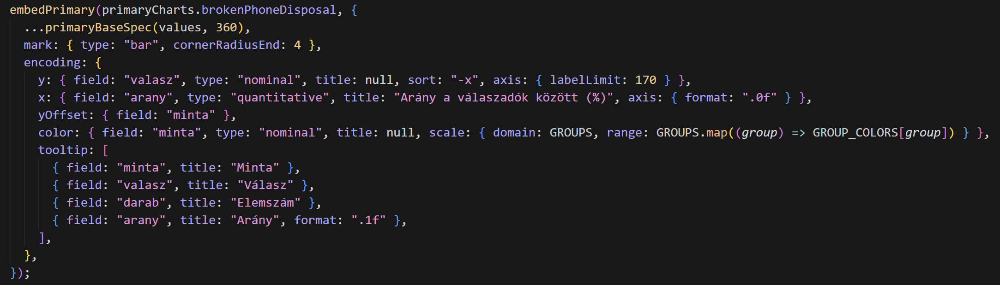 embedPrimary(primaryCharts.brokenPhoneDisposal, {
  ...primaryBaseSpec(values, 360),
  mark: { type: "bar", cornerRadiusEnd: 4 },
  encoding: {
    y: { field: "valasz", type: "nominal", title: null, sort: "-x", axis: { labelLimit: 170 } },
    x: { field: "arany", type: "quantitative", title: "Arány a válaszadók között (%)", axis: { format: ".0f" } },
    yOffset: { field: "minta" },
    color: { field: "minta", type: "nominal", title: null, scale: { domain: GROUPS, range: GROUPS.map((group) => GROUP_COLORS[group]) } },
    tooltip: [
      { field: "minta", title: "Minta" },
      { field: "valasz", title: "Válasz" },
      { field: "darab", title: "Elemszám" },
      { field: "arany", title: "Arány", format: ".1f" },
    ],
  },
});